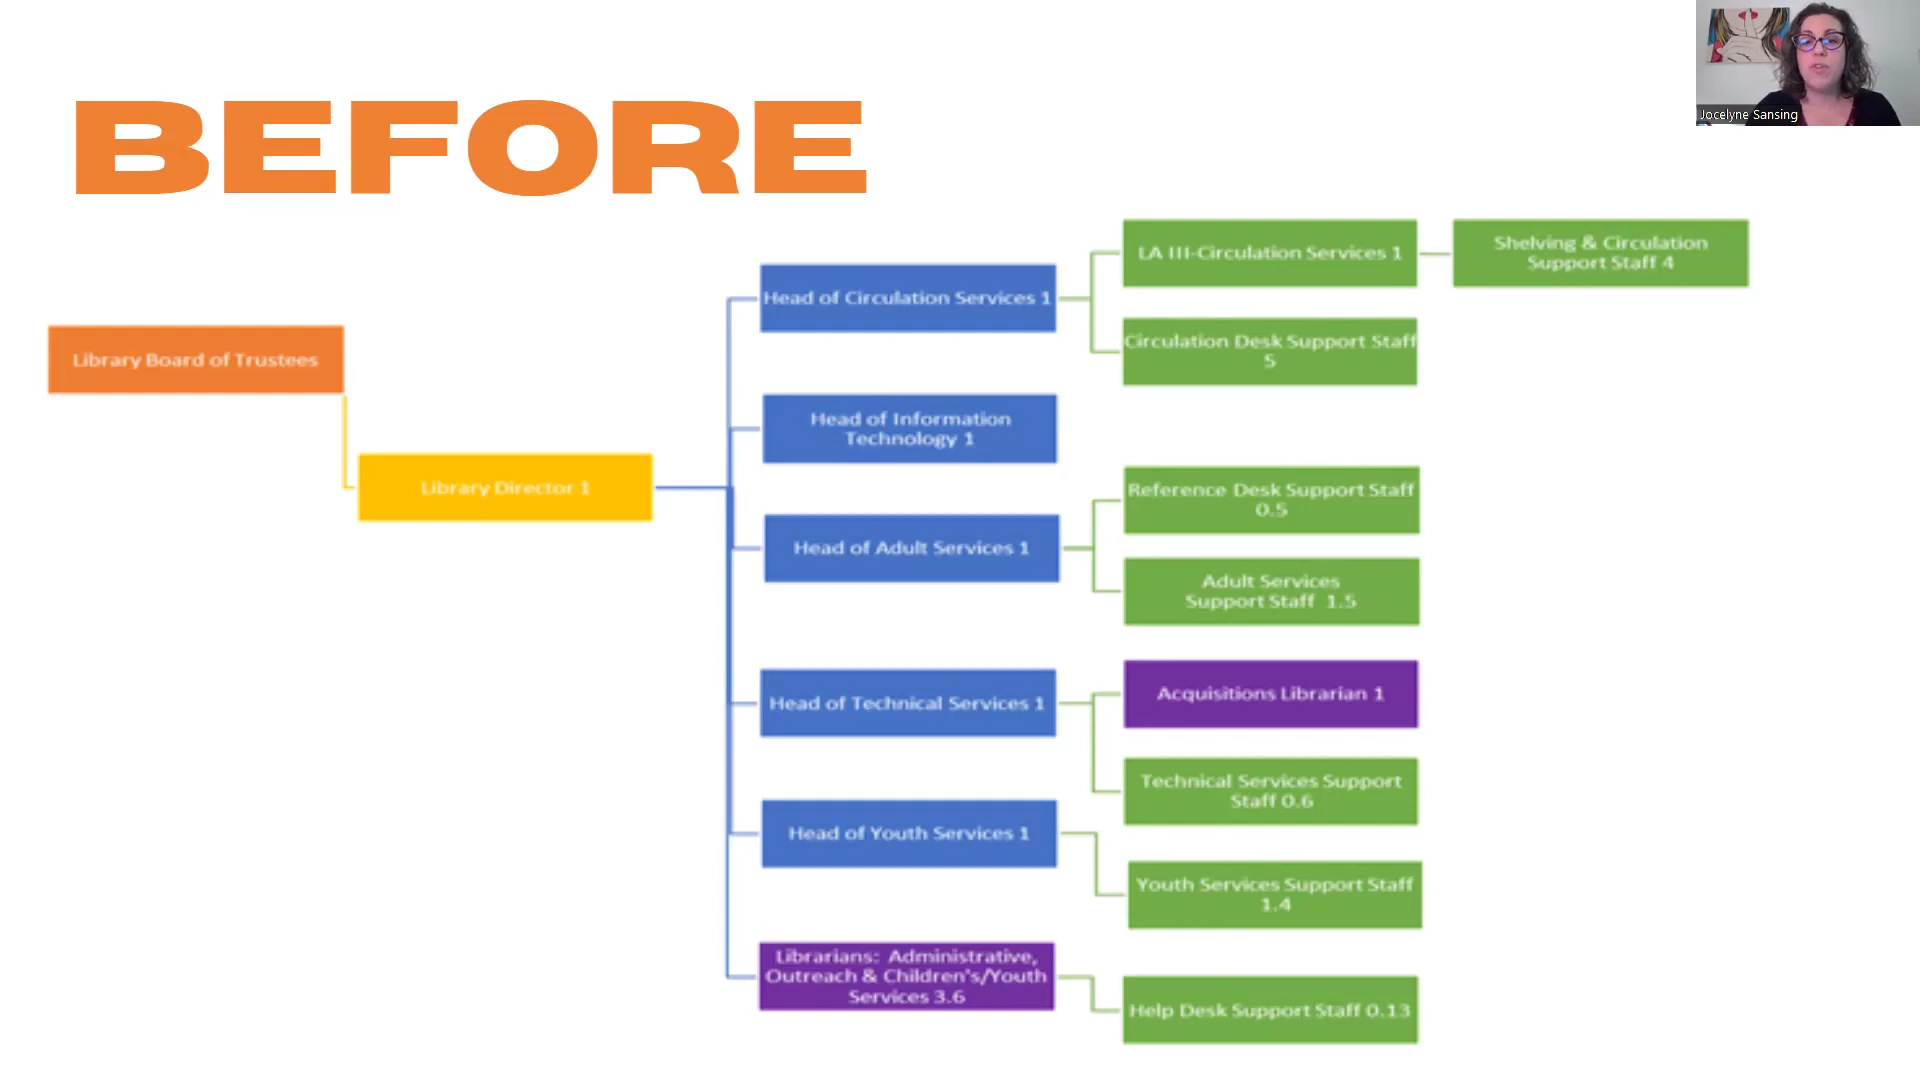 BEFORE
Jocelyne Sansing
Library Board of Trustees
Library Director 1
Head of Circulation Services 1
LA III-Circulation Services 1
Shelving & Circulation
Support Staff 4
Circulation Desk Support Staff
5
Head of Information
Technology 1
Head of Adult Services 1
Reference Desk Support Staff
0.5
Adult Services
Support Staff 1.5
Head of Technical Services 1
Acquisitions Librarian 1
Technical Services Support
Staff 0.6
Head of Youth Services 1
Youth Services Support Staff
1.4
Librarians: Administrative,
Outreach & Children's/Youth
Services 3.6
Help Desk Support Staff 0.13